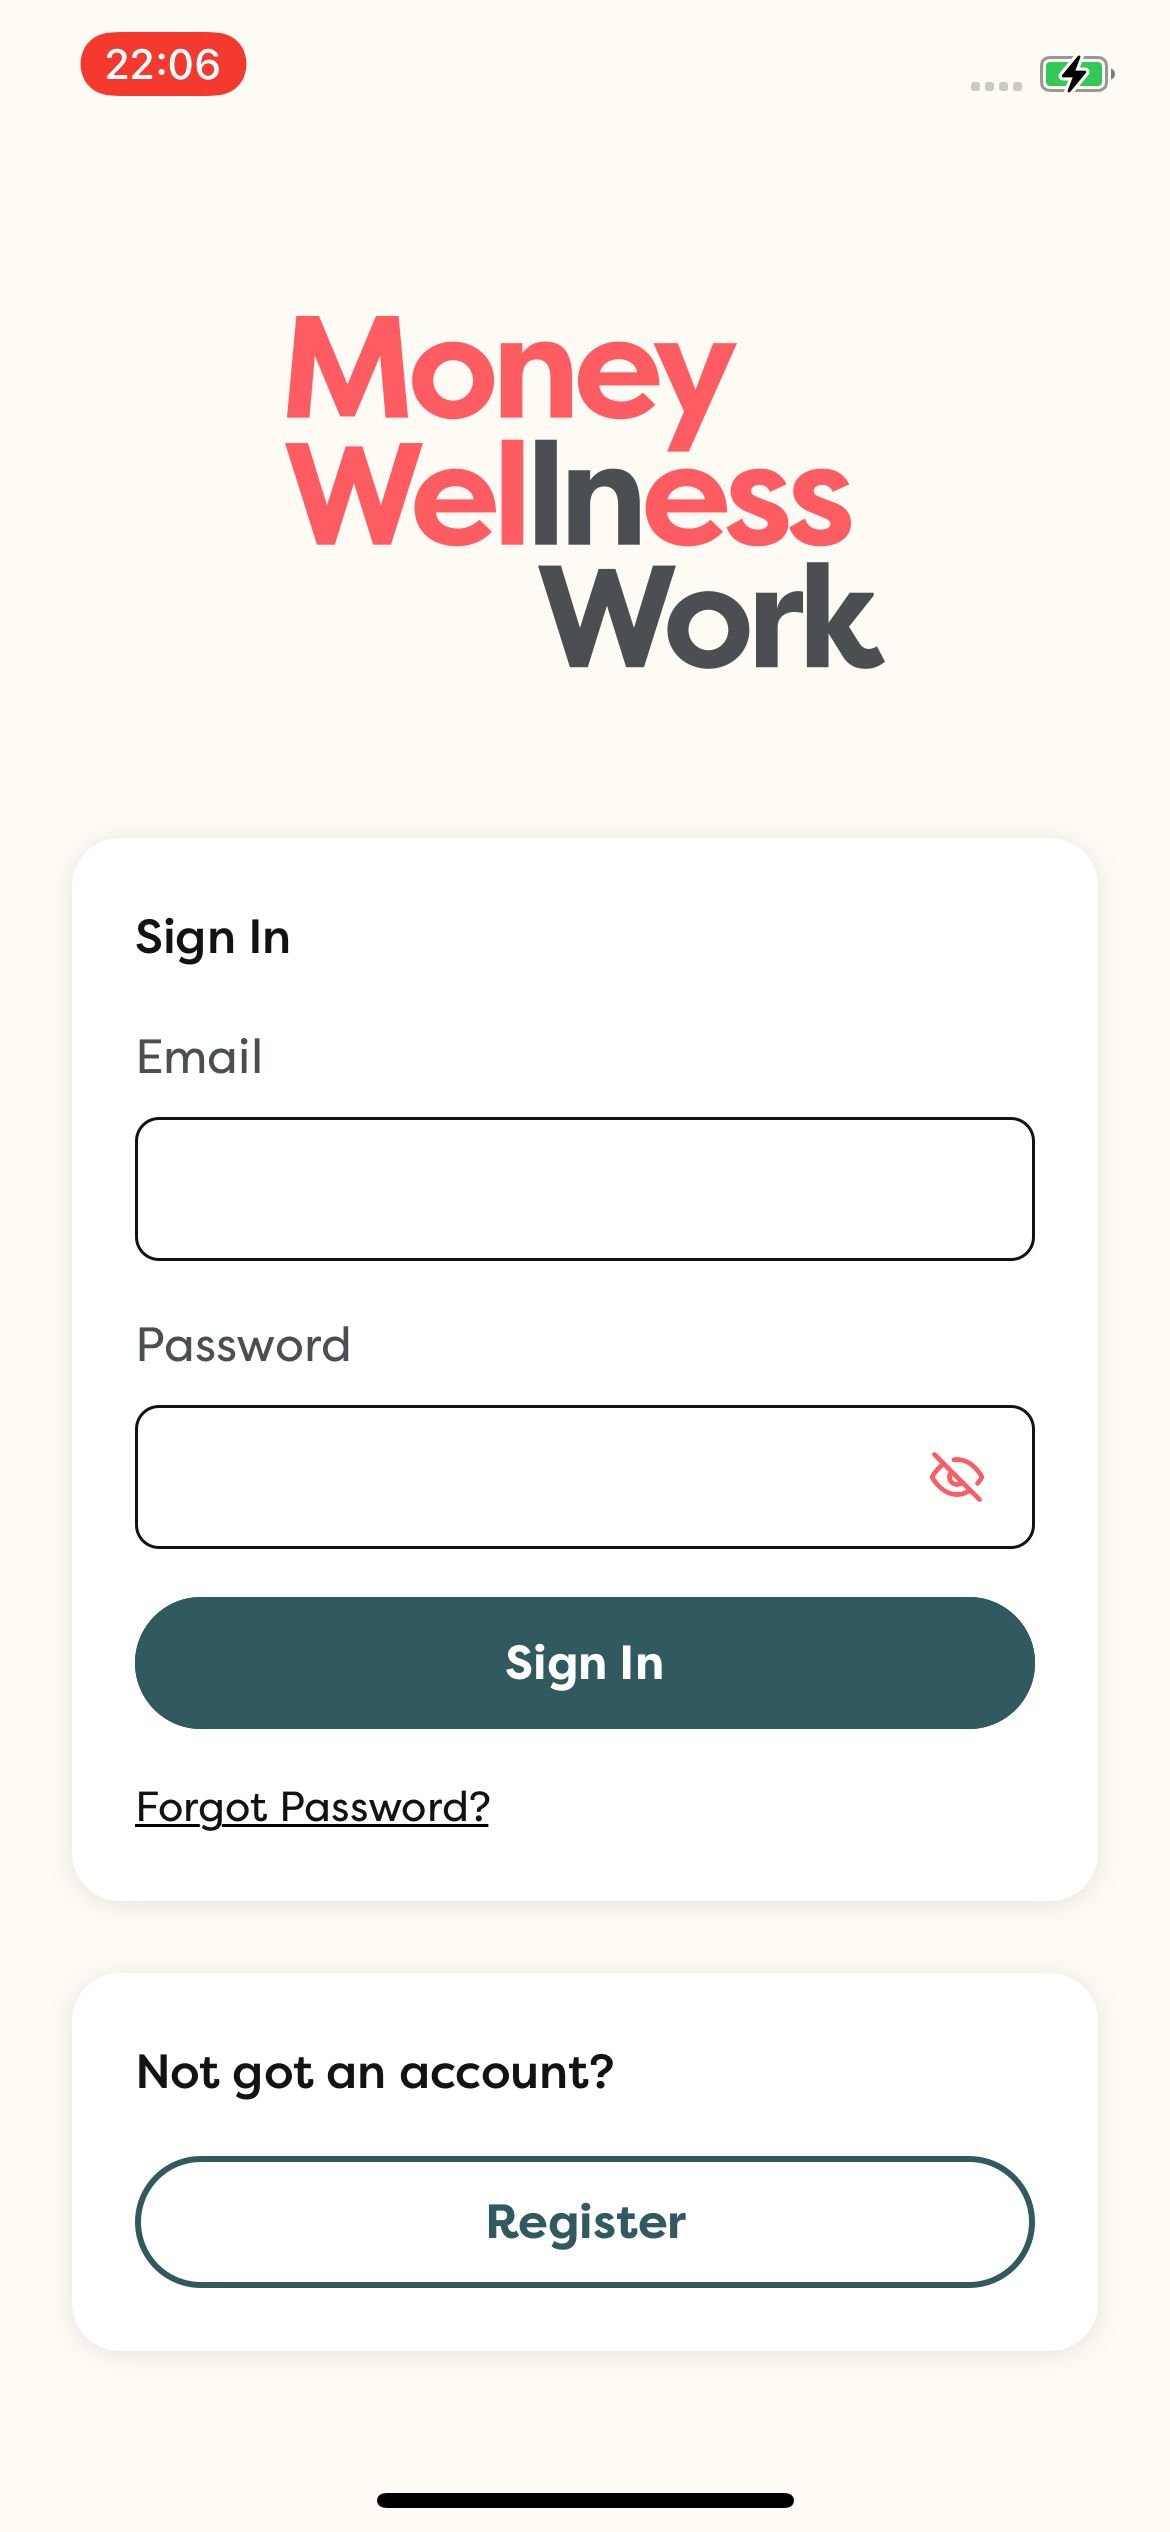 22:06
Money
Wellness
Work
Sign In
Email
Password
Sign In
Forgot Password?
Not got an account?
Register